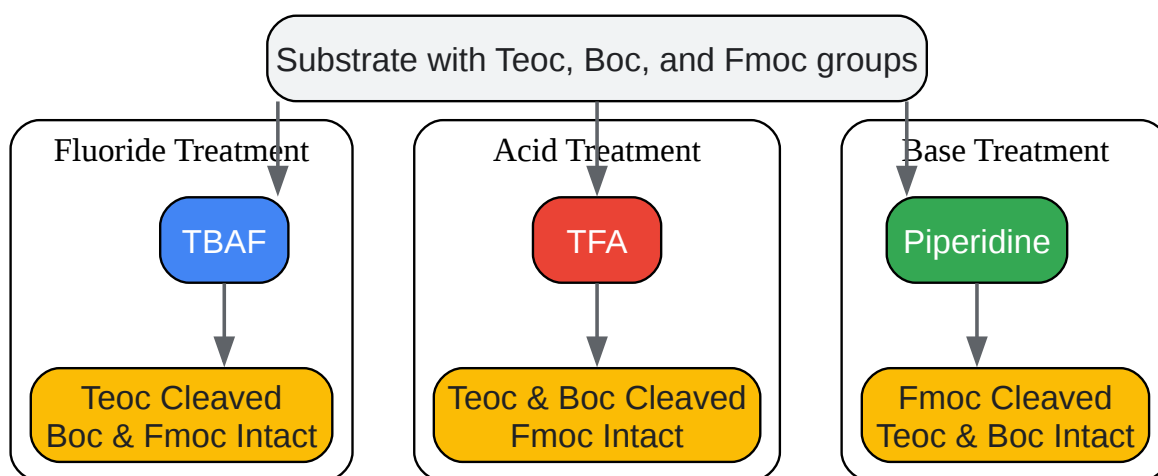 Substrate with Teoc, Boc, and Fmoc groups
Fluoride Treatment
Acid Treatment
Base Treatment
TBAF
TFA
Piperidine
Teoc Cleaved
Boc & Fmoc Intact
Teoc & Boc Cleaved
Fmoc Intact
Fmoc Cleaved
Teoc & Boc Intact